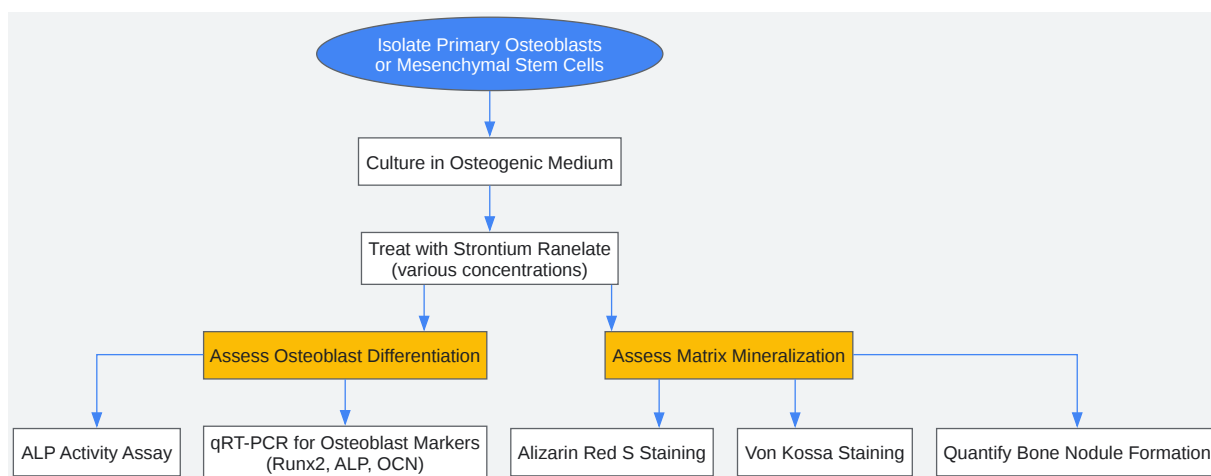 Isolate Primary Osteoblasts
or Mesenchymal Stem Cells
Culture in Osteogenic Medium
Treat with Strontium Ranelate
(various concentrations)
Assess Osteoblast Differentiation
Assess Matrix Mineralization
ALP Activity Assay
qRT-PCR for Osteoblast Markers
(Runx2, ALP, OCN)
Alizarin Red S Staining
Von Kossa Staining
Quantify Bone Nodule Formation